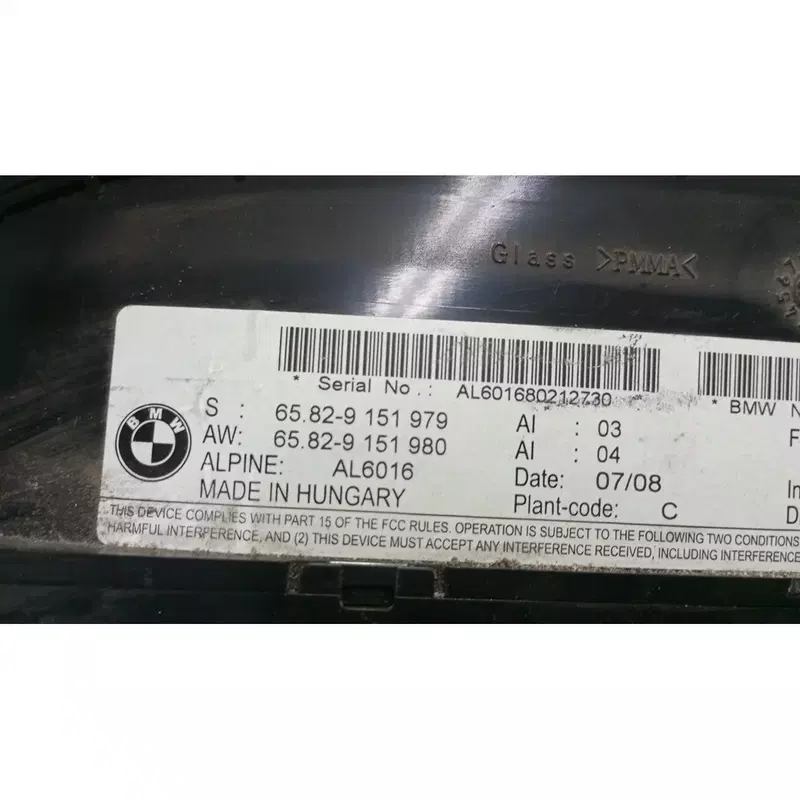 Glass >PMMA<
* Serial No.: AL601680212730
* BMW N
BMW
S : 65.82-9 151 979 AI : 03 F
AW: 65.82-9 151 980 AI : 04
ALPINE: AL6016 Date: 07/08 In
MADE IN HUNGARY Plant-code: C D
THIS DEVICE COMPLIES WITH PART 15 OF THE FCC RULES. OPERATION IS SUBJECT TO THE FOLLOWING TWO CONDITIONS
HARMFUL INTERFERENCE, AND (2) THIS DEVICE MUST ACCEPT ANY INTERFERENCE RECEIVED, INCLUDING INTERFERENCE